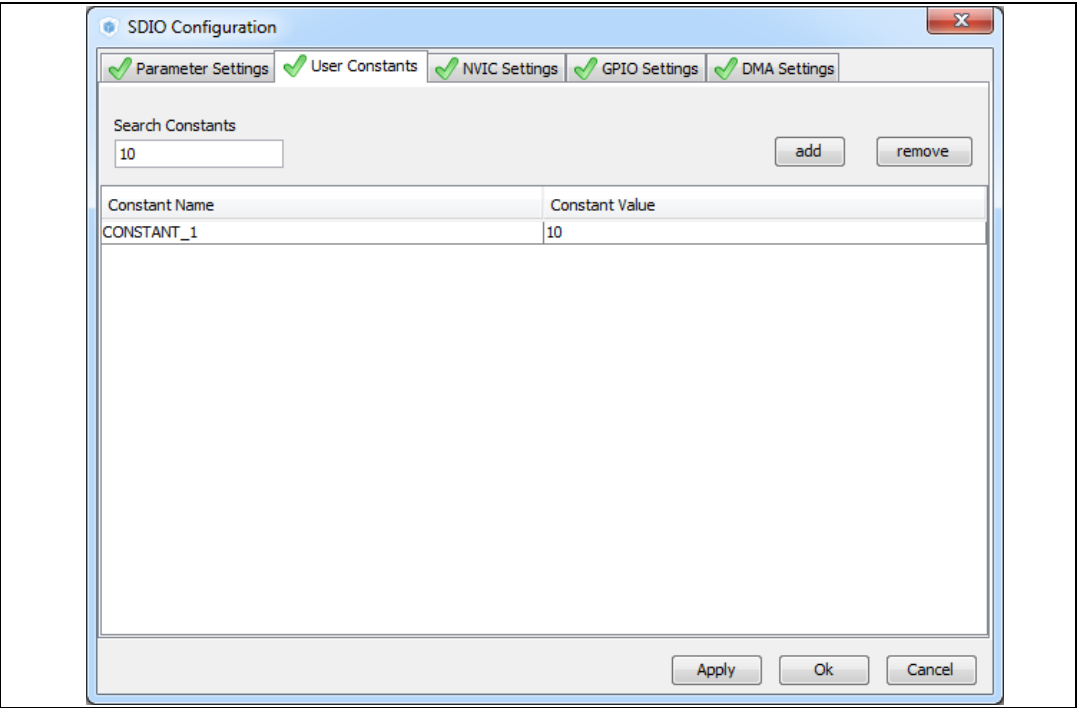 SDIO Configuration
Parameter Settings User Constants NVIC Settings GPIO Settings DMA Settings
Search Constants
10 add remove
Constant Name Constant Value
CONSTANT_1 10
Apply Ok Cancel